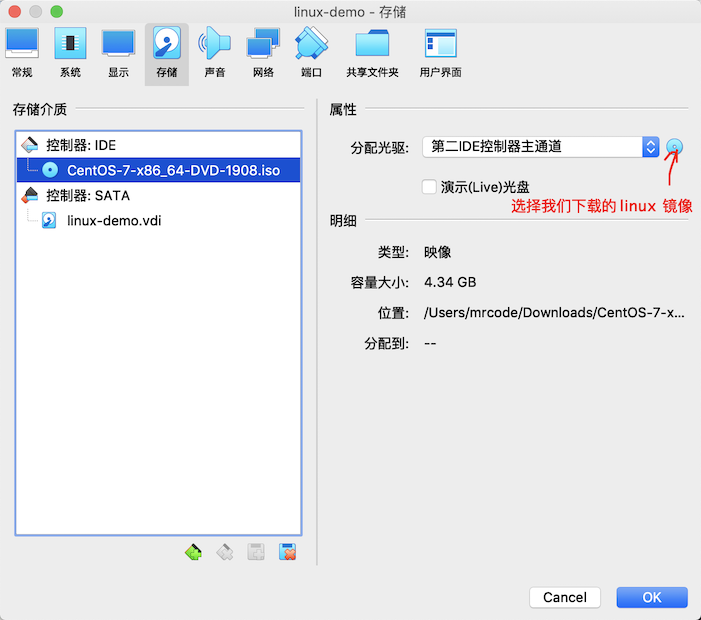 linux-demo - 存储
常规 系统 显示 存储 声音 网络 端口 共享文件夹 用户界面
存储介质
控制器: IDE
CentOS-7-x86_64-DVD-1908.iso
控制器: SATA
linux-demo.vdi
属性
分配光驱: 第二IDE控制器主通道
演示(Live)光盘
选择我们下载的 linux 镜像
明细
类型: 映像
容量大小: 4.34 GB
位置: /Users/mrcode/Downloads/CentOS-7-x...
分配到: --
Cancel OK